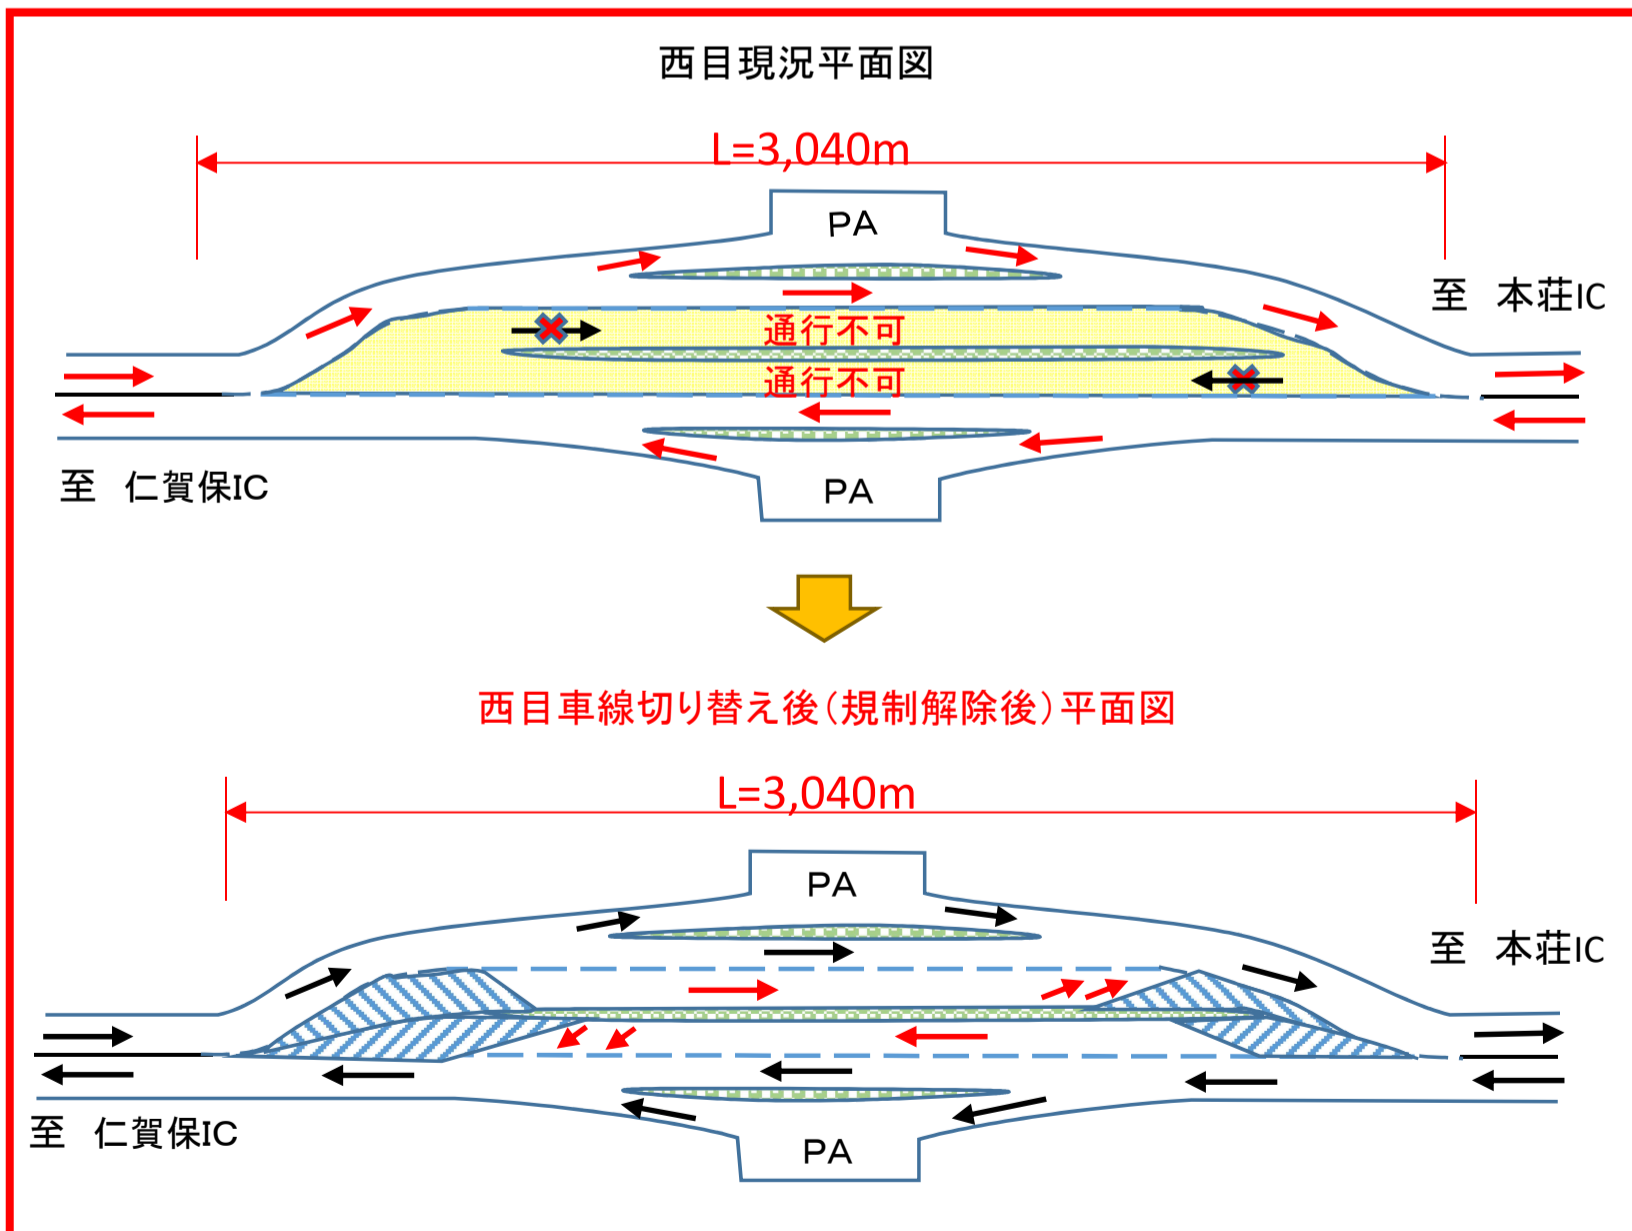 西目現況平面図
L=3,040m
PA
至 本荘IC
通行不可
通行不可
至 仁賀保IC
PA
西目車線切り替え後(規制解除後)平面図
L=3,040m
PA
至 本荘IC
至 仁賀保IC
PA